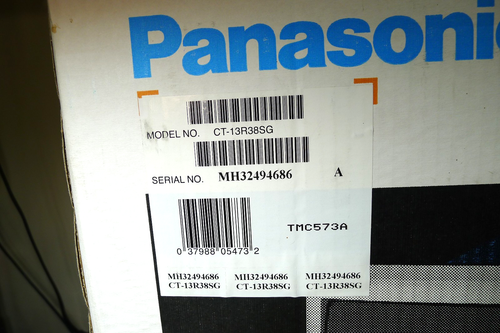 Panasonic
MODEL NO. CT-13R38SG
SERIAL NO. MH32494686 A
TMC573A
0 37988 05473 2
MH32494686 MH32494686 MH32494686
CT-13R38SG CT-13R38SG CT-13R38SG